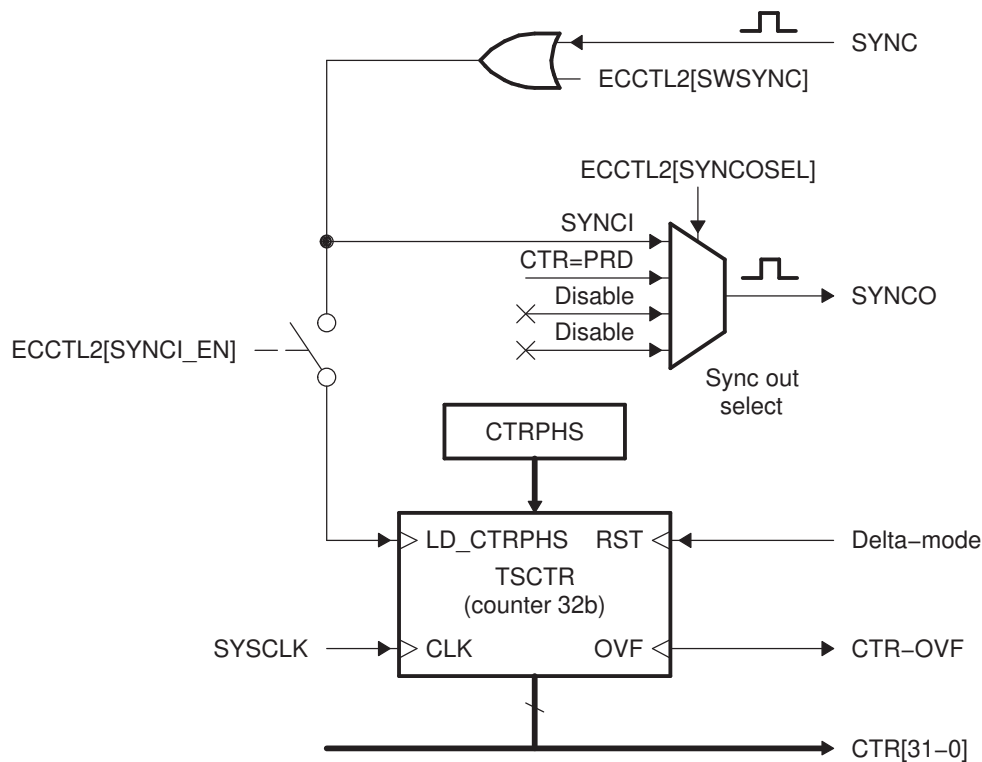 SYNC
ECCTL2[SWSYNC]
ECCTL2[SYNCOSEL]
SYNCI
CTR=PRD
Disable
SYNCO
Disable
ECCTL2[SYNCI_EN]
Sync out
select
CTRPHS
LD_CTRPHS RST
Delta−mode
TSCTR
(counter 32b)
SYSCLK
CLK OVF
CTR−OVF
CTR[31−0]